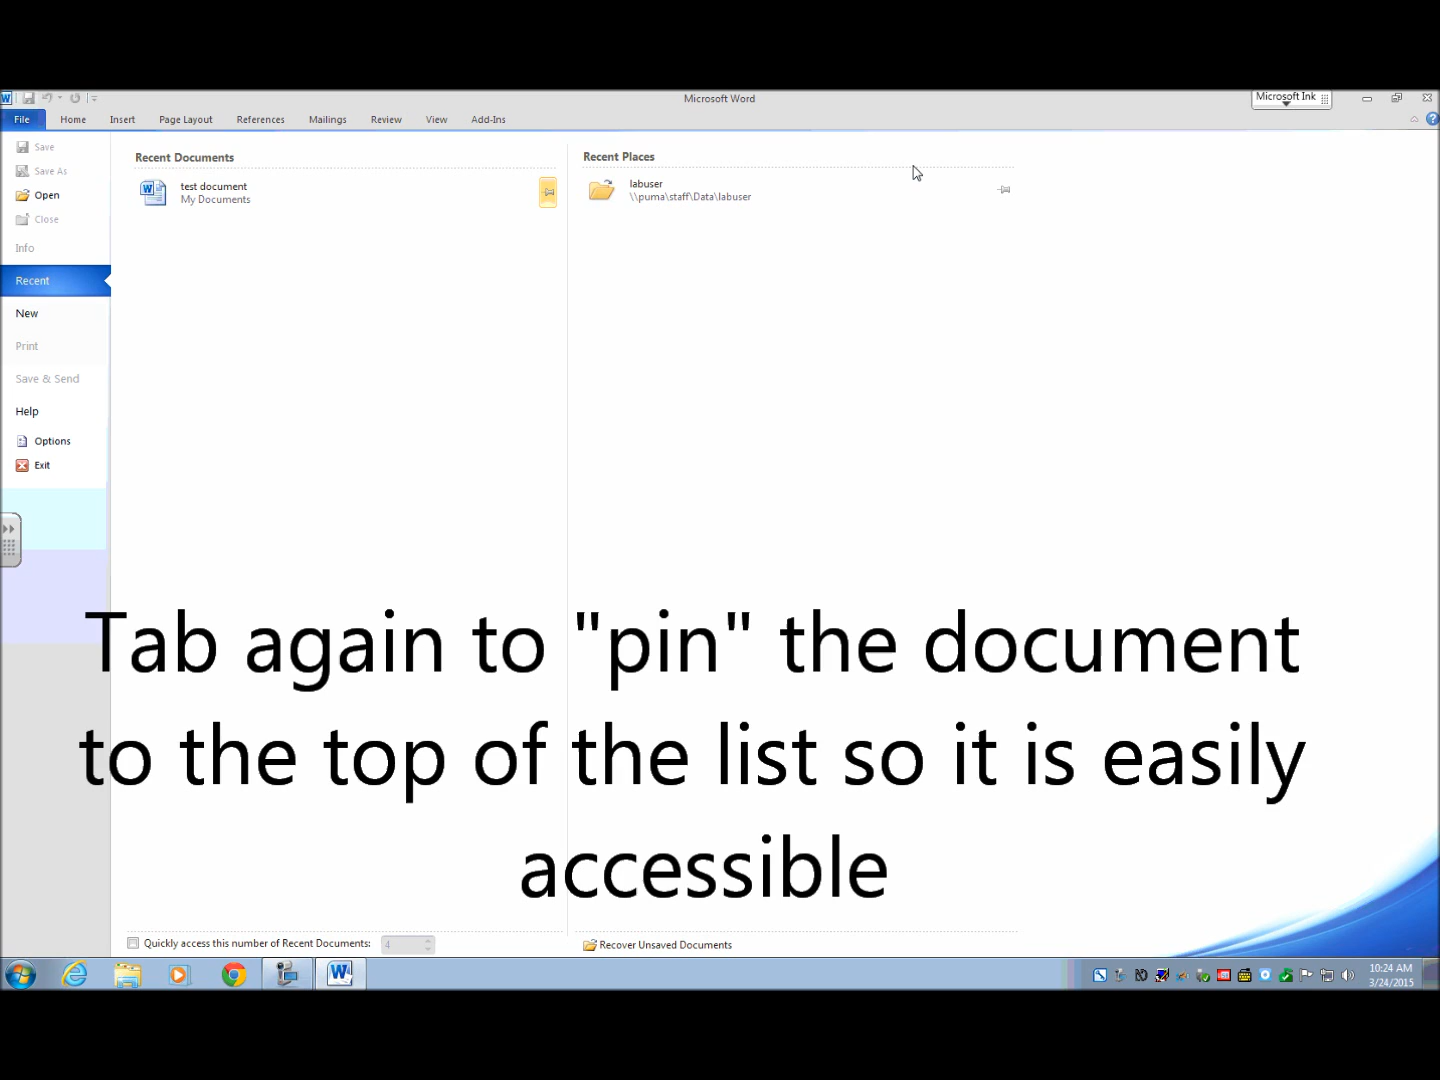 Microsoft Word
Microsoft Ink
File Home Insert Page Layout References Mailings Review View Add-Ins
Save
Save As
Open
Close
Info
Recent
New
Print
Save & Send
Help
Options
Exit
Recent Documents
test document
My Documents
Recent Places
labuser
\\puma\staff\Data\labuser
Tab again to "pin" the document
to the top of the list so it is easily
accessible
Quickly access this number of Recent Documents: 4
Recover Unsaved Documents
10:24 AM
3/24/2015